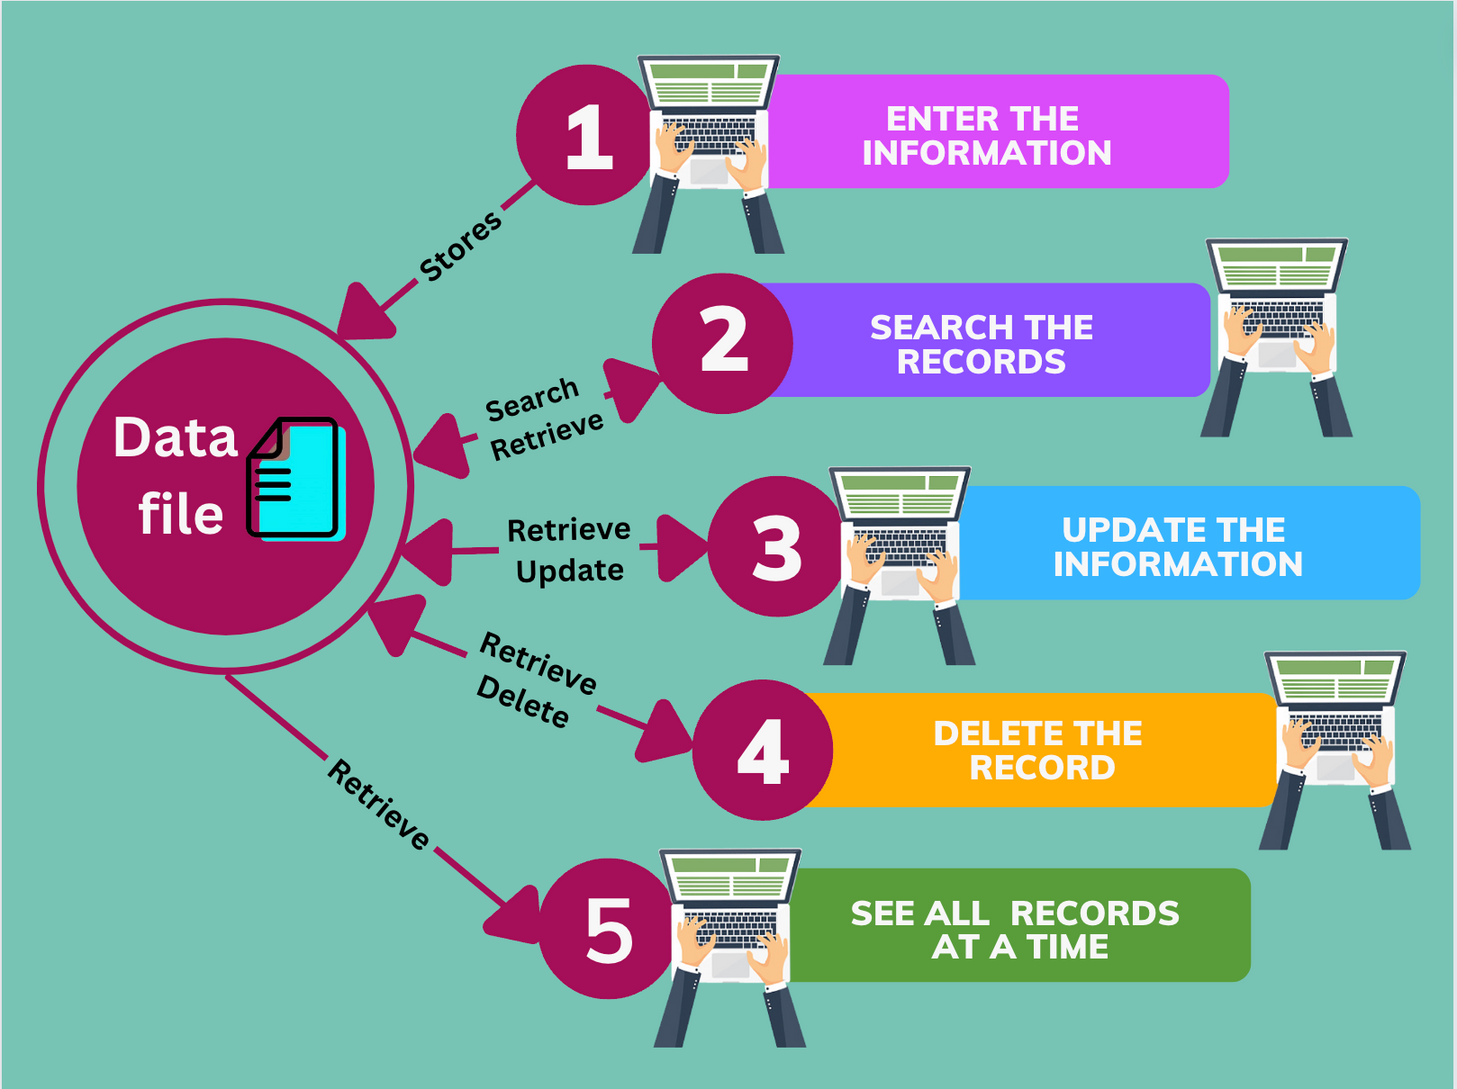 1
ENTER THE
INFORMATION
Stores
2
SEARCH THE
RECORDS
Search
Retrieve
Data
file
3
UPDATE THE
INFORMATION
Retrieve
Update
4
DELETE THE
RECORD
Retrieve
Delete
Retrieve
5
SEE ALL  RECORDS
AT A TIME